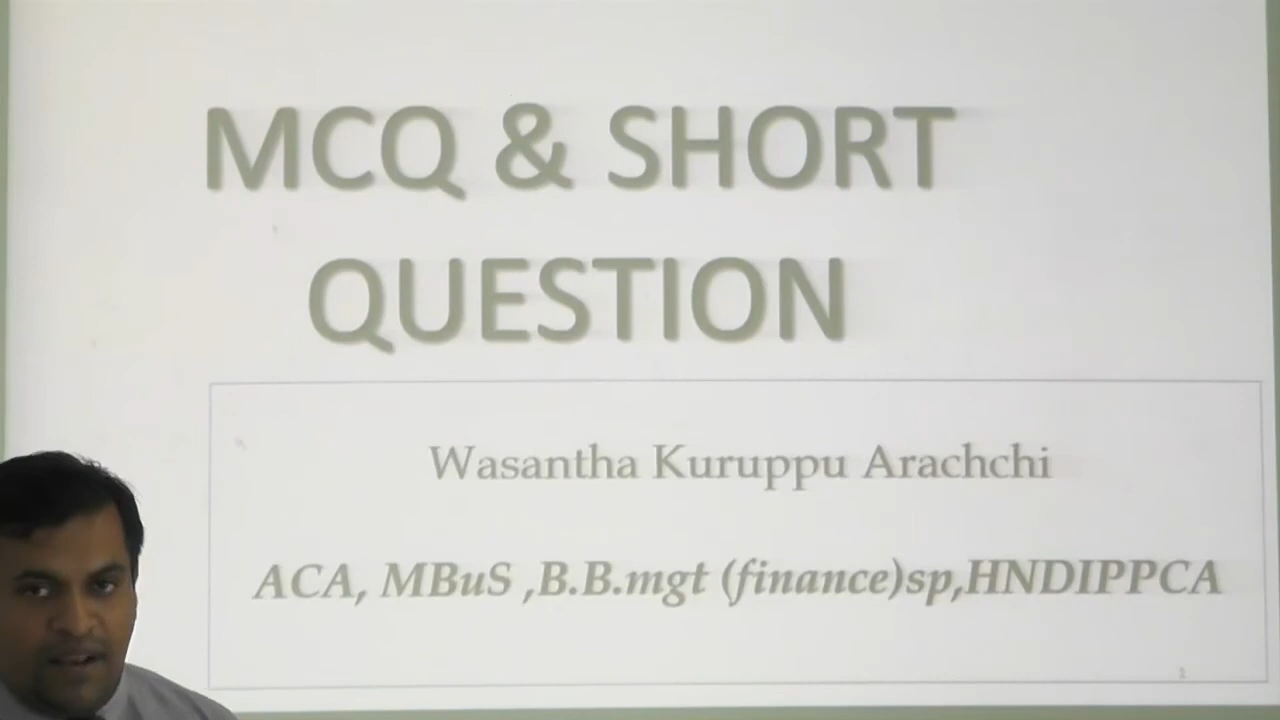 MCQ & SHORT
QUESTION
Wasantha Kuruppu Arachchi
ACA, MBuS ,B.B.mgt (finance)sp,HNDIPPCA